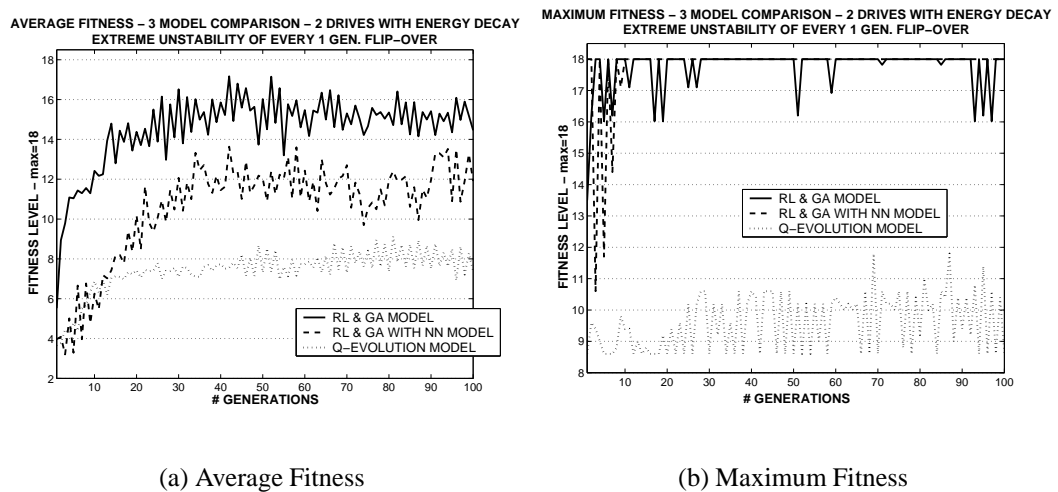 AVERAGE FITNESS – 3 MODEL COMPARISON – 2 DRIVES WITH ENERGY DECAY
EXTREME UNSTABILITY OF EVERY 1 GEN. FLIP–OVER
FITNESS LEVEL – max=18
18
16
14
12
10
8
6
4
2
RL & GA MODEL
RL & GA WITH NN MODEL
Q–EVOLUTION MODEL
10 20 30 40 50 60 70 80 90 100
# GENERATIONS
(a) Average Fitness
MAXIMUM FITNESS – 3 MODEL COMPARISON – 2 DRIVES WITH ENERGY DECAY
EXTREME UNSTABILITY OF EVERY 1 GEN. FLIP–OVER
FITNESS LEVEL – max=18
18
17
16
15
14
13
12
11
10
9
8
RL & GA MODEL
RL & GA WITH NN MODEL
Q–EVOLUTION MODEL
10 20 30 40 50 60 70 80 90 100
# GENERATIONS
(b) Maximum Fitness